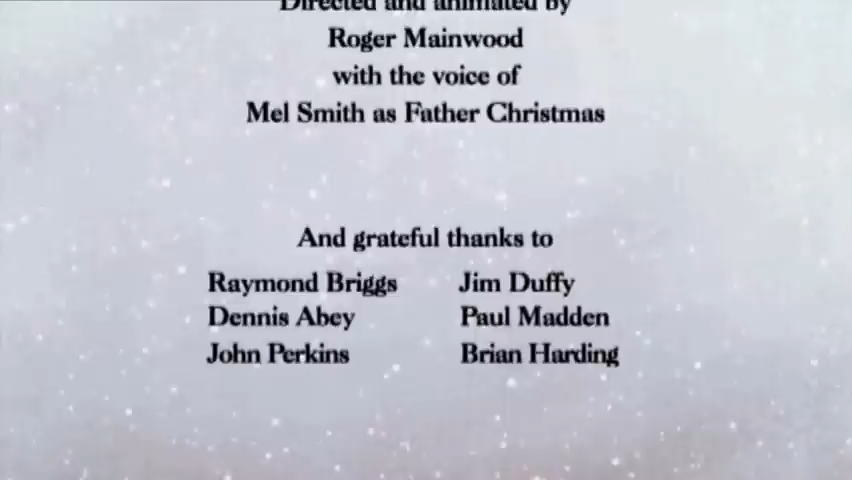 Directed and animated by
Roger Mainwood
with the voice of
Mel Smith as Father Christmas
And grateful thanks to
Raymond Briggs Jim Duffy
Dennis Abey Paul Madden
John Perkins Brian Harding